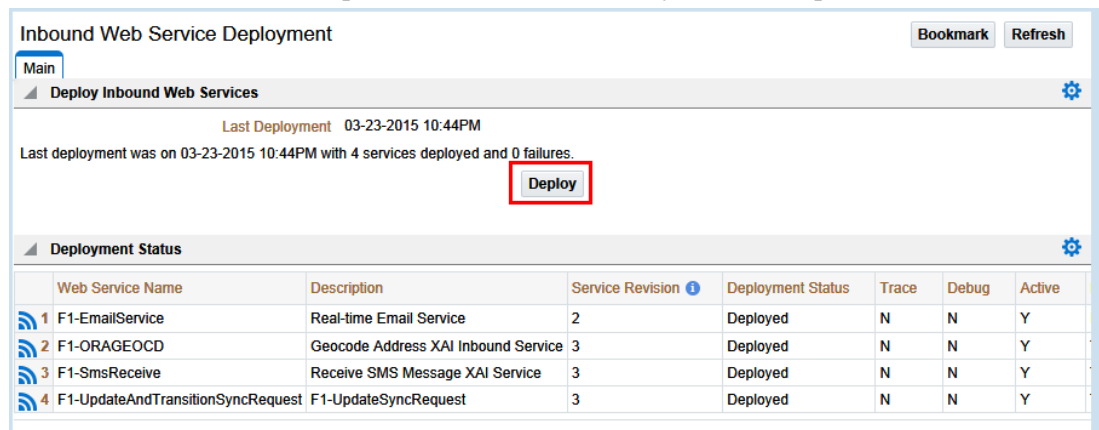 Inbound Web Service Deployment Bookmark Refresh
Main
Deploy Inbound Web Services
Last Deployment 03-23-2015 10:44PM
Last deployment was on 03-23-2015 10:44PM with 4 services deployed and 0 failures.
Deploy
Deployment Status
Web Service Name Description Service Revision Deployment Status Trace Debug Active
1 F1-EmailService Real-time Email Service 2 Deployed N N Y
2 F1-ORAGEOCD Geocode Address XAI Inbound Service 3 Deployed N N Y
3 F1-SmsReceive Receive SMS Message XAI Service 3 Deployed N N Y
4 F1-UpdateAndTransitionSyncRequest F1-UpdateSyncRequest 3 Deployed N N Y